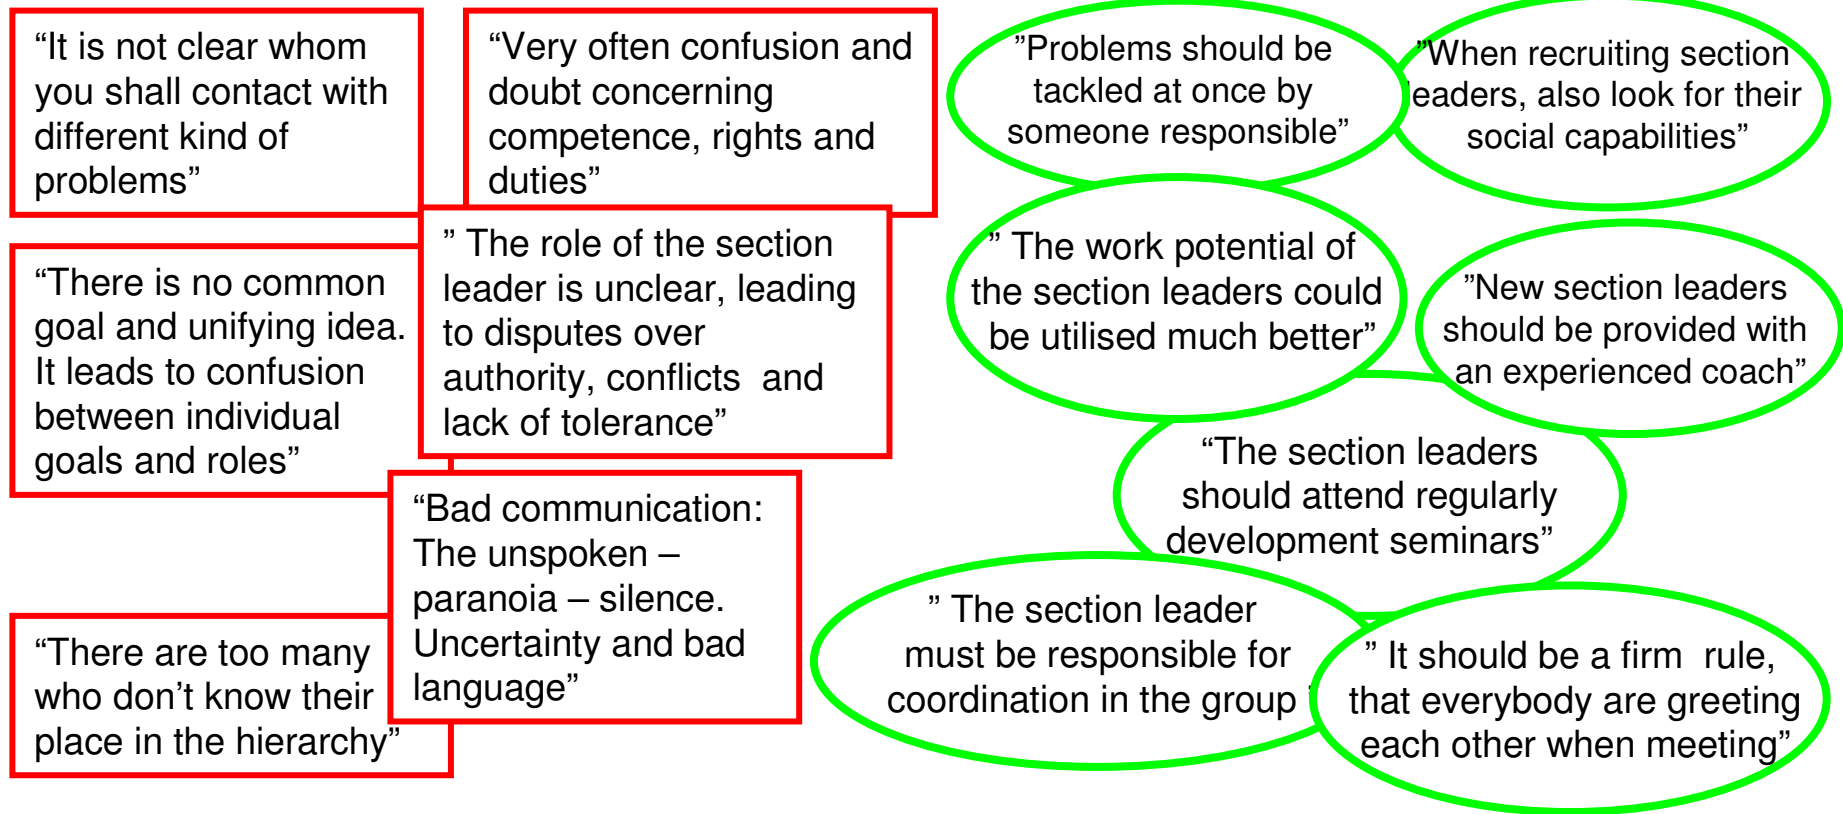 “It is not clear whom
you shall contact with
different kind of
problems”
“Very often confusion and
doubt concerning
competence, rights and
duties”
“There is no common
goal and unifying idea.
It leads to confusion
between individual
goals and roles”
” The role of the section
leader is unclear, leading
to disputes over
authority, conflicts  and
lack of tolerance”
“Bad communication:
The unspoken –
paranoia – silence.
Uncertainty and bad
language”
“There are too many
who don’t know their
place in the hierarchy”
”Problems should be
tackled at once by
someone responsible”
”When recruiting section
leaders, also look for their
social capabilities”
” The work potential of
the section leaders could
be utilised much better”
”New section leaders
should be provided with
an experienced coach”
“The section leaders
should attend regularly
development seminars”
” The section leader
must be responsible for
coordination in the group ”
” It should be a firm  rule,
that everybody are greeting
each other when meeting”